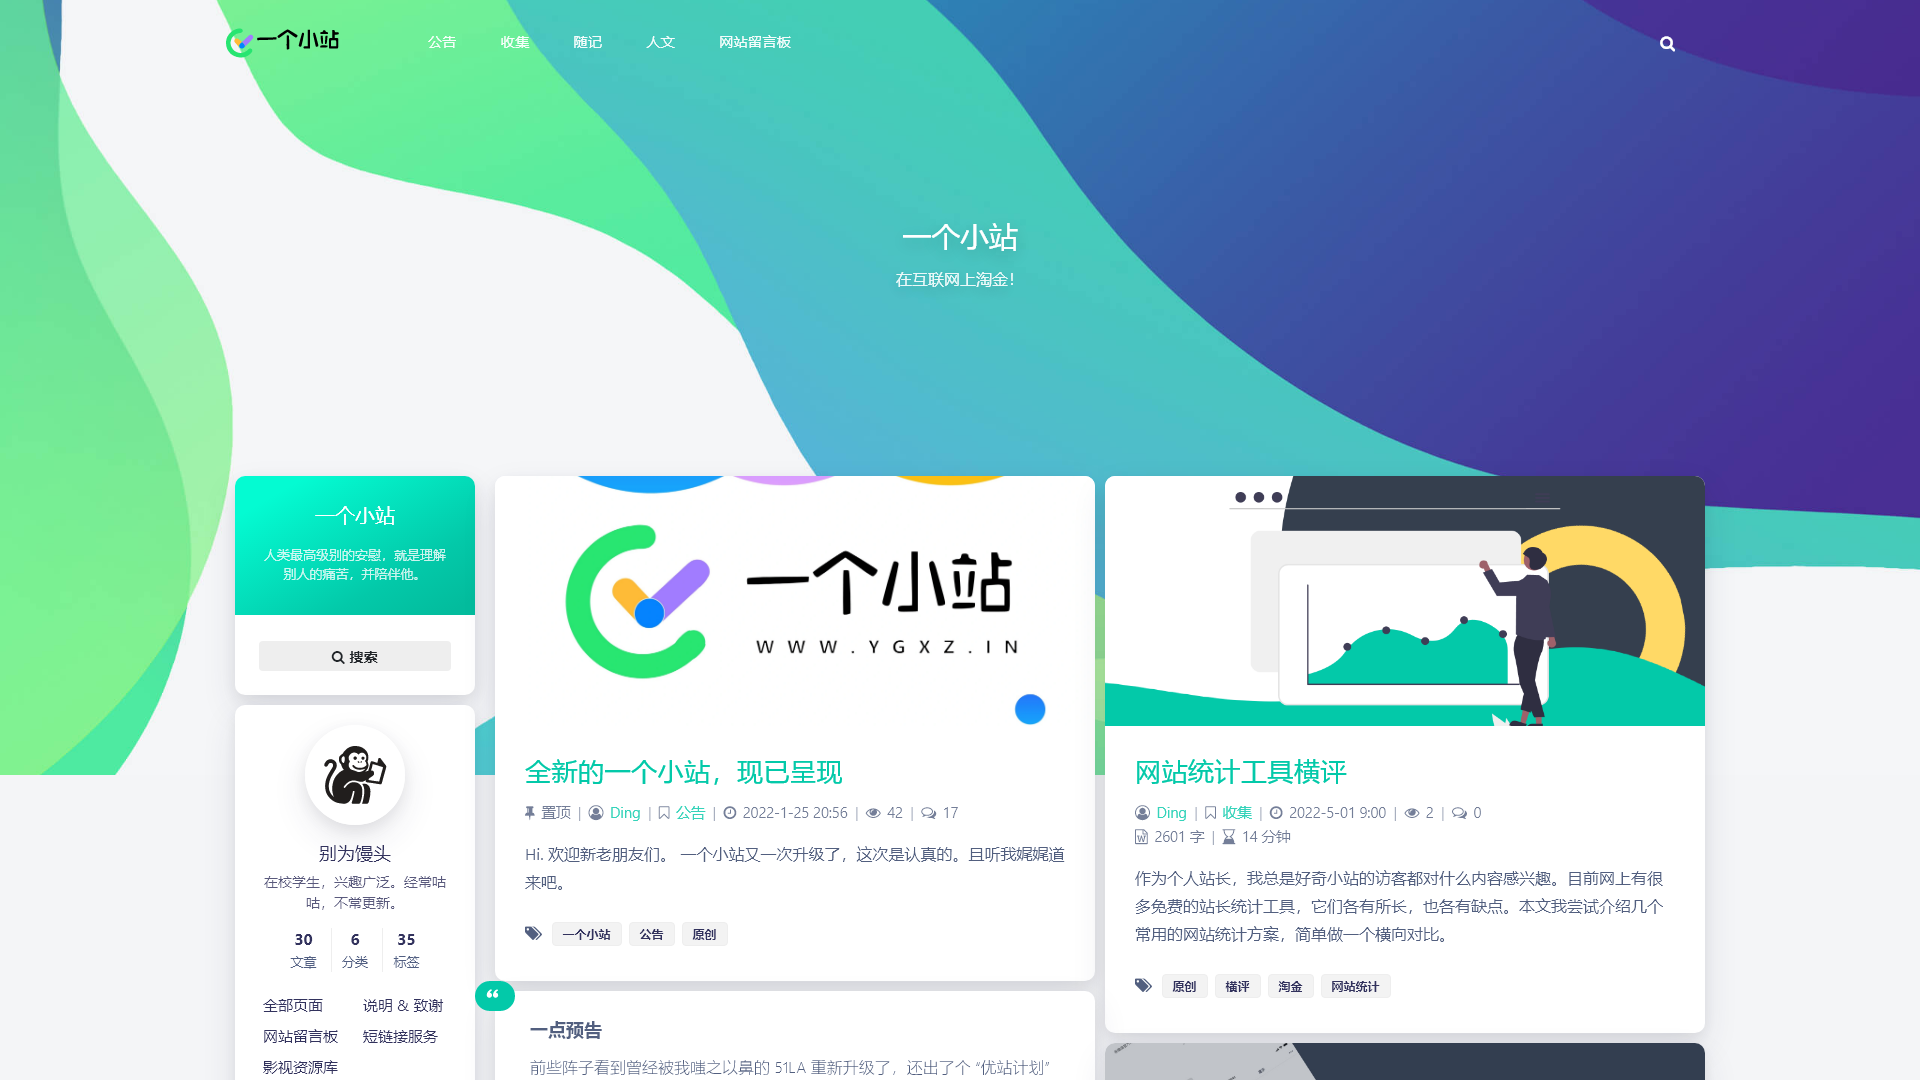 一个小站
公告 收集 随记 人文 网站留言板
一个小站
在互联网上淘金！
一个小站
人类最高级别的安慰，就是理解
别人的痛苦，并陪伴他。
搜索
别为馒头
在校学生，兴趣广泛。经常咕
咕，不常更新。
30 6 35
文章 分类 标签
全部页面 说明 & 致谢
网站留言板 短链接服务
影视资源库
一个小站
WWW.YGXZ.IN
全新的一个小站，现已呈现
置顶 | Ding | 公告 | 2022-1-25 20:56 | 42 | 17
Hi. 欢迎新老朋友们。 一个小站又一次升级了，这次是认真的。且听我娓娓道
来吧。
一个小站 公告 原创
一点预告
前些阵子看到曾经被我嗤之以鼻的 51LA 重新升级了，还出了个 “优站计划”
网站统计工具横评
Ding | 收集 | 2022-5-01 9:00 | 2 | 0
2601 字 | 14 分钟
作为个人站长，我总是好奇小站的访客都对什么内容感兴趣。目前网上有很
多免费的站长统计工具，它们各有所长，也各有缺点。本文我尝试介绍几个
常用的网站统计方案，简单做一个横向对比。
原创 横评 淘金 网站统计